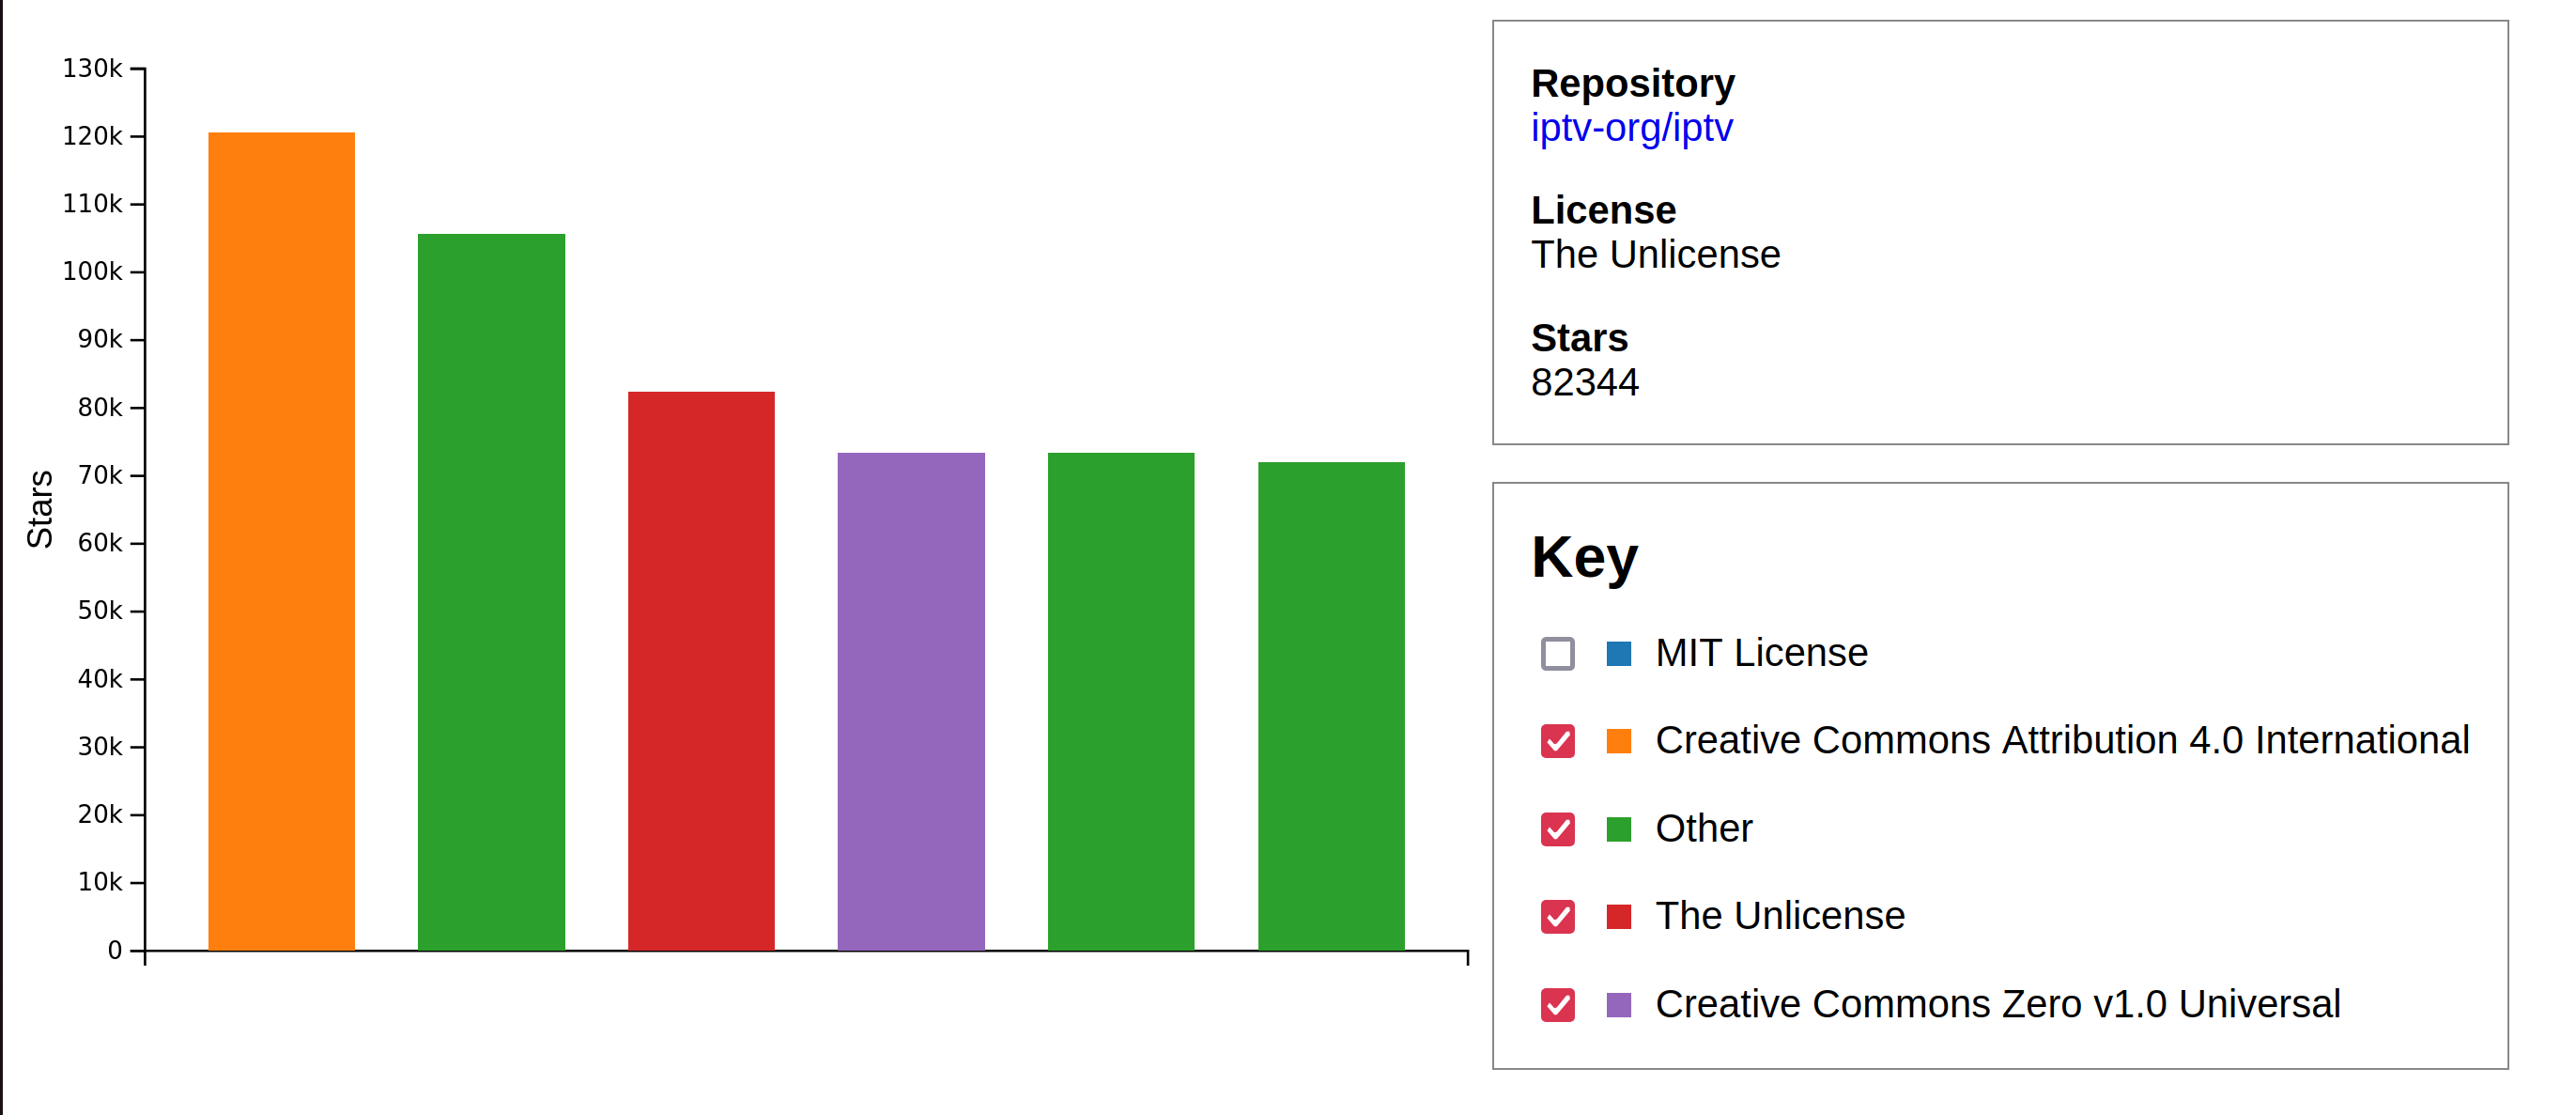 130k
120k
110k
100k
90k
80k
70k
60k
50k
40k
30k
20k
10k
0
Stars
Repository
iptv-org/iptv
License
The Unlicense
Stars
82344
Key
MIT License
Creative Commons Attribution 4.0 International
Other
The Unlicense
Creative Commons Zero v1.0 Universal